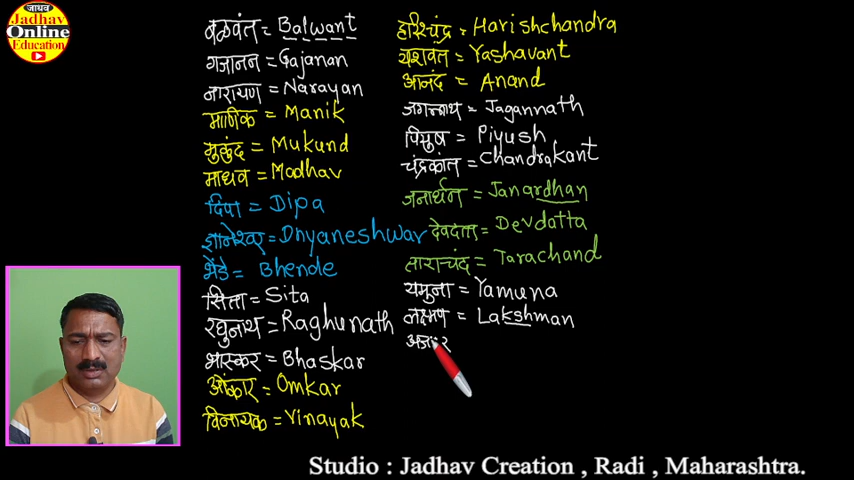 जाधव
Jadhav
Online
Education
बळवंत = Balwant
गजानन = Gajanan
नारायण = Narayan
माणिक = Manik
मुकुंद = Mukund
माधव = Madhav
दिपा = Dipa
ज्ञानेश्वर = Dnyaneshwar
भेंडे = Bhende
सिता = Sita
रघुनाथ = Raghunath
भास्कर = Bhaskar
ओंकार = Omkar
विनायक = Vinayak
हरिश्चंद्र = Harishchandra
यशवंत = Yashavant
आनंद = Anand
जगन्नाथ = Jagannath
पियुष = Piyush
चंद्रकांत = Chandrakant
जनार्धन = Janardhan
देवदत्त = Devdatta
ताराचंद = Tarachand
यमुना = Yamuna
लक्ष्मण = Lakshman
Studio : Jadhav Creation , Radi , Maharashtra.